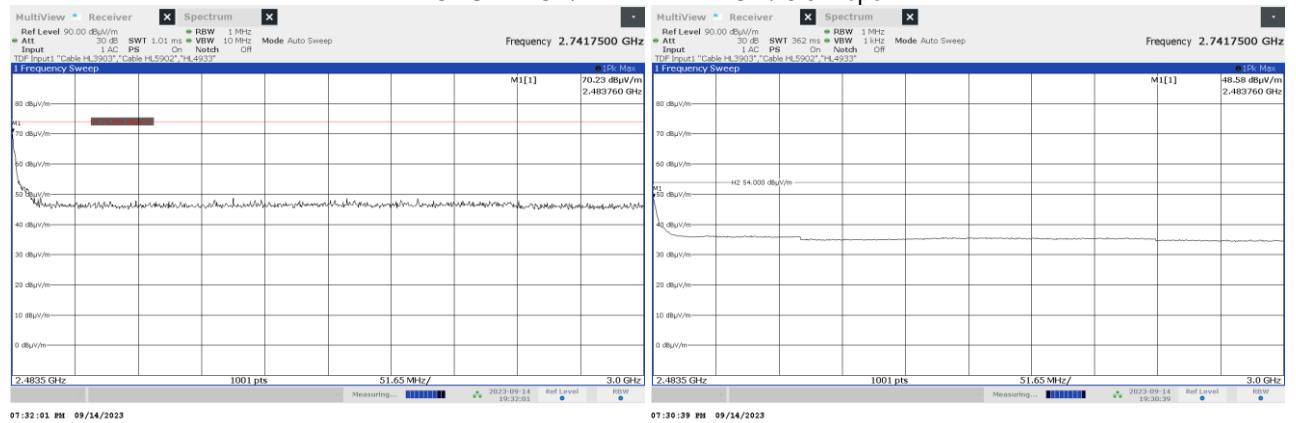 MultiView Receiver X Spectrum X
Ref Level 90.00 dBµV/m RBW 1 MHz
Att 30 dB SWT 1.01 ms VBW 10 MHz Mode Auto Sweep Frequency 2.7417500 GHz
Input 1 AC PS On Notch Off
TDF Input1 "Cable HL3903","Cable HL5902","HL4933"
1 Frequency Sweep 1Pk Max
M1[1] 70.23 dBµV/m
2.483760 GHz
80 dBµV/m
M1
70 dBµV/m
60 dBµV/m
50 dBµV/m
40 dBµV/m
30 dBµV/m
20 dBµV/m
10 dBµV/m
0 dBµV/m
2.4835 GHz 1001 pts 51.65 MHz/ 3.0 GHz
Measuring... 2023-09-14 Ref Level RBW
19:32:01
07:32:01 PM 09/14/2023
MultiView Receiver X Spectrum X
Ref Level 90.00 dBµV/m RBW 1 MHz
Att 30 dB SWT 362 ms VBW 1 kHz Mode Auto Sweep Frequency 2.7417500 GHz
Input 1 AC PS On Notch Off
TDF Input1 "Cable HL3903","Cable HL5902","HL4933"
1 Frequency Sweep 1Pk Max
M1[1] 48.58 dBµV/m
2.483760 GHz
80 dBµV/m
70 dBµV/m
60 dBµV/m
H2 54.000 dBµV/m
M1
50 dBµV/m
40 dBµV/m
30 dBµV/m
20 dBµV/m
10 dBµV/m
0 dBµV/m
2.4835 GHz 1001 pts 51.65 MHz/ 3.0 GHz
Measuring... 2023-09-14 Ref Level RBW
19:30:39
07:30:39 PM 09/14/2023